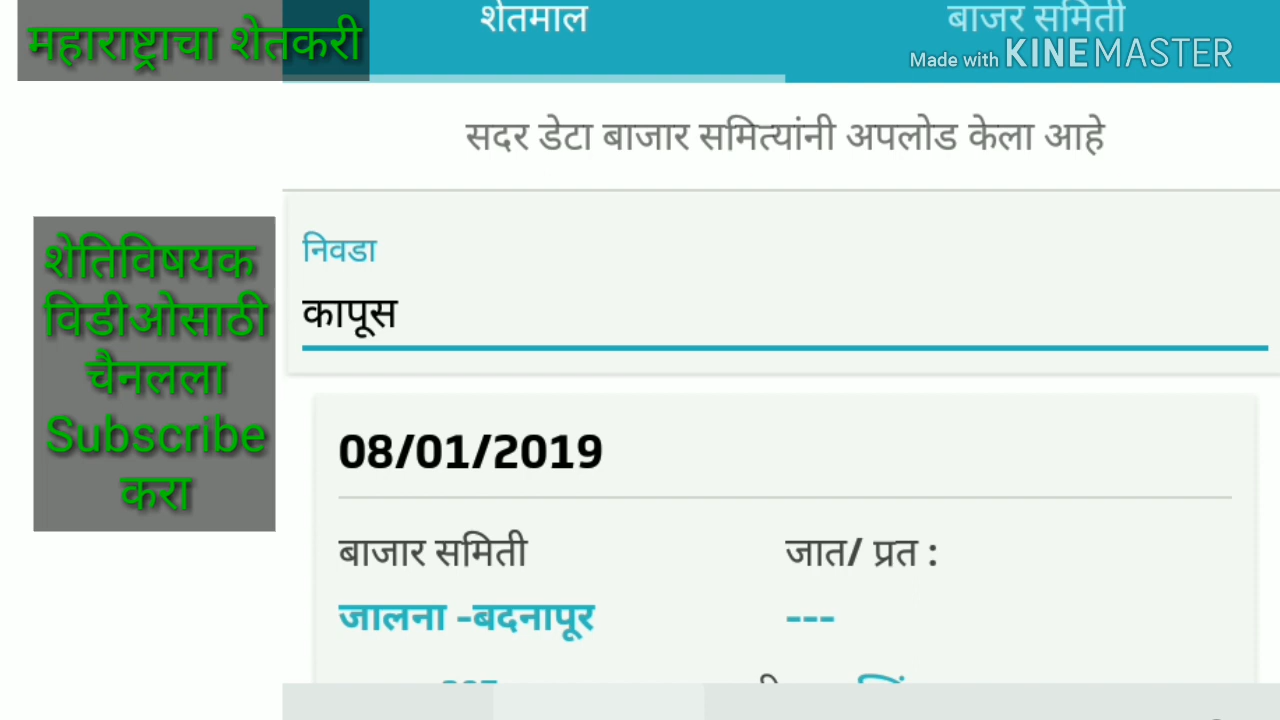 महाराष्ट्राचा शेतकरी
शेतमाल
बाजर समिती
Made with KINEMASTER
सदर डेटा बाजार समित्यांनी अपलोड केला आहे
शेतिविषयक
विडीओसाठी
चैनलला
Subscribe
करा
निवडा
कापूस
08/01/2019
बाजार समिती
जात/ प्रत :
जालना -बदनापूर
---